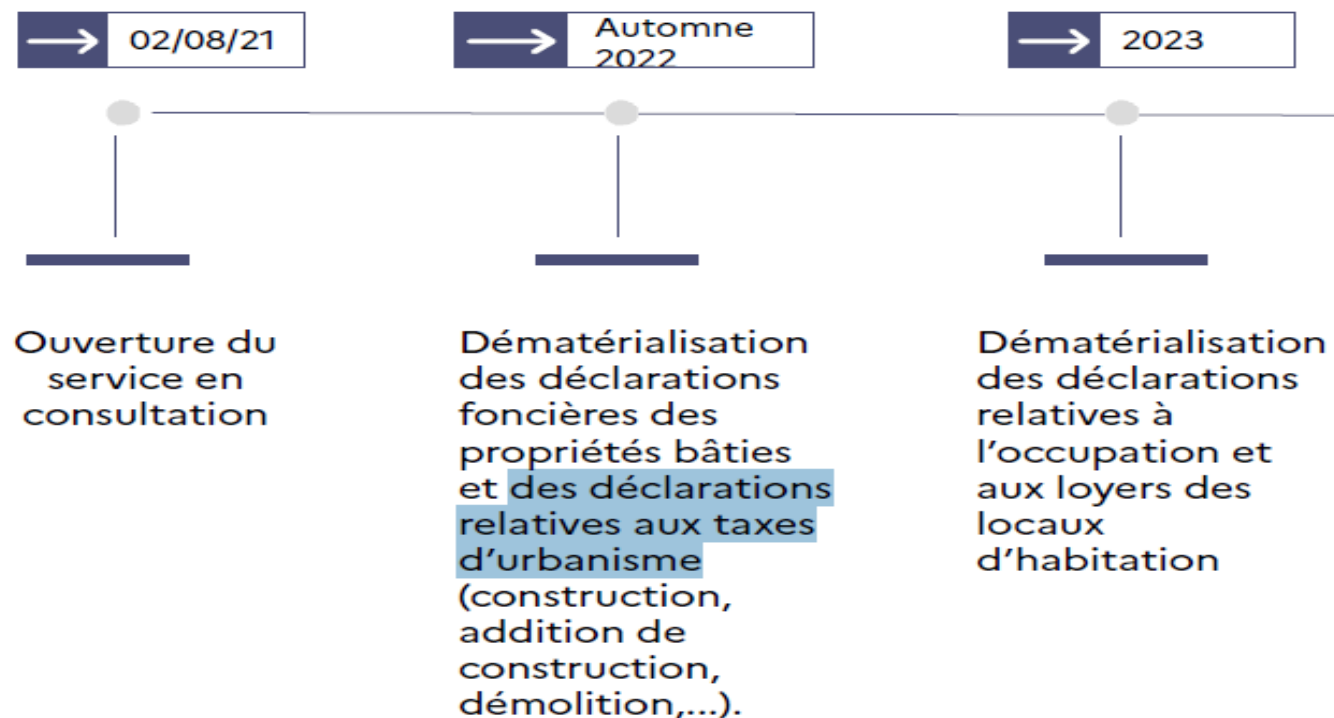 02/08/21
Automne
2022
2023
Ouverture du
service en
consultation
Dématérialisation
des déclarations
foncières des
propriétés bâties
et des déclarations
relatives aux taxes
d'urbanisme
(construction,
addition de
construction,
démolition,...).
Dématérialisation
des déclarations
relatives à
l'occupation et
aux loyers des
locaux
d'habitation